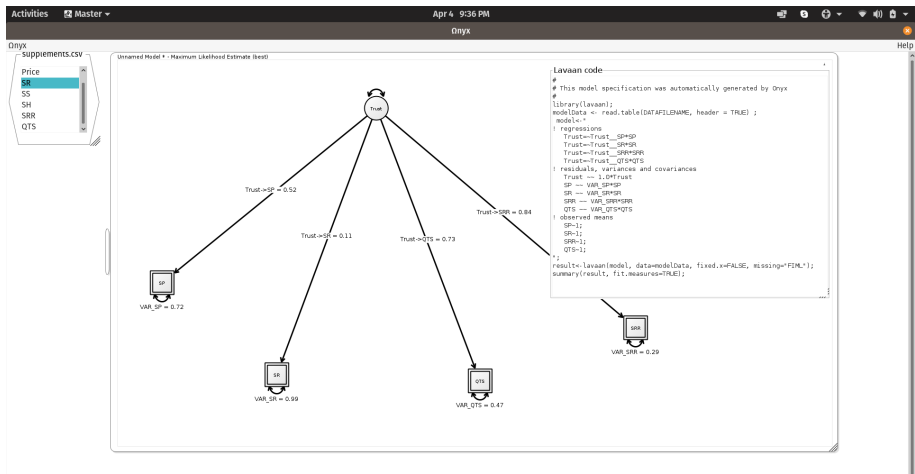 Activities Master Apr 4 9:36 PM
Onyx
Onyx Help
supplements.csv
Price
SR
SS
SH
SRR
QTS
Unnamed Model * - Maximum Likelihood Estimate (best)
Trust
Trust->SP = 0.52
Trust->SR = 0.11
Trust->QTS = 0.73
Trust->SRR = 0.84
SP
VAR_SP = 0.72
SR
VAR_SR = 0.99
QTS
VAR_QTS = 0.47
SRR
VAR_SRR = 0.29
Lavaan code
#
# This model specification was automatically generated by Onyx
#
library(lavaan);
modelData <- read.table(DATAFILENAME, header = TRUE) ;
model<-"
! regressions
Trust=~Trust__SP*SP
Trust=~Trust__SR*SR
Trust=~Trust__SRR*SRR
Trust=~Trust__QTS*QTS
! residuals, variances and covariances
Trust ~~ 1.0*Trust
SP ~~ VAR_SP*SP
SR ~~ VAR_SR*SR
SRR ~~ VAR_SRR*SRR
QTS ~~ VAR_QTS*QTS
! observed means
SP~1;
SR~1;
SRR~1;
QTS~1;
";
result<-lavaan(model, data=modelData, fixed.x=FALSE, missing="FIML");
summary(result, fit.measures=TRUE);